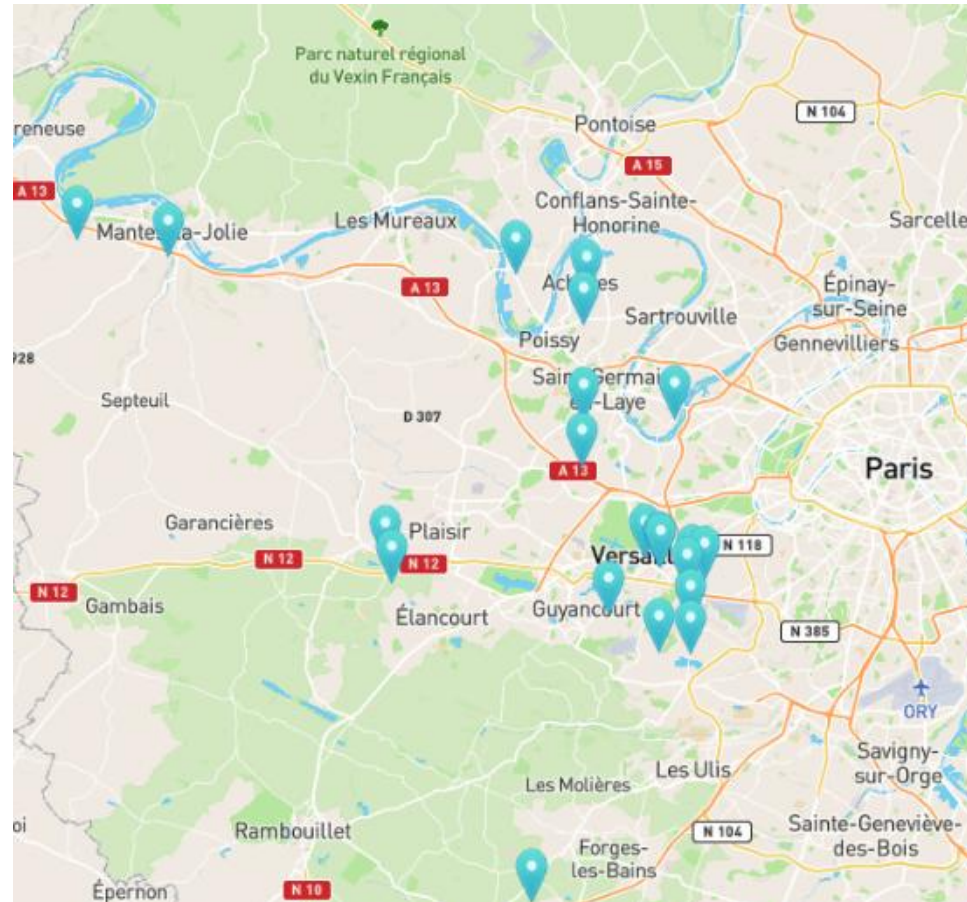 Parc naturel régional
du Vexin Français
N 104
reneuse
Pontoise
A 15
A 13
Conflans-Sainte-
Honorine
Les Mureaux
Sarcelle
Mantes-la-Jolie
A 13
Épinay-
sur-Seine
Sartrouville
Gennevilliers
Poissy
928
Septeuil
D 307
en-Laye
Paris
A 13
Garancières
Plaisir
N 12
N 12
N 118
N 12
Gambais
Élancourt
Guyancourt
N 385
ORY
Savigny-
sur-Orge
Les Ulis
Les Molières
oi
Rambouillet
N 104
Sainte-Geneviève-
des-Bois
Forges-
les-Bains
Épernon
N 10